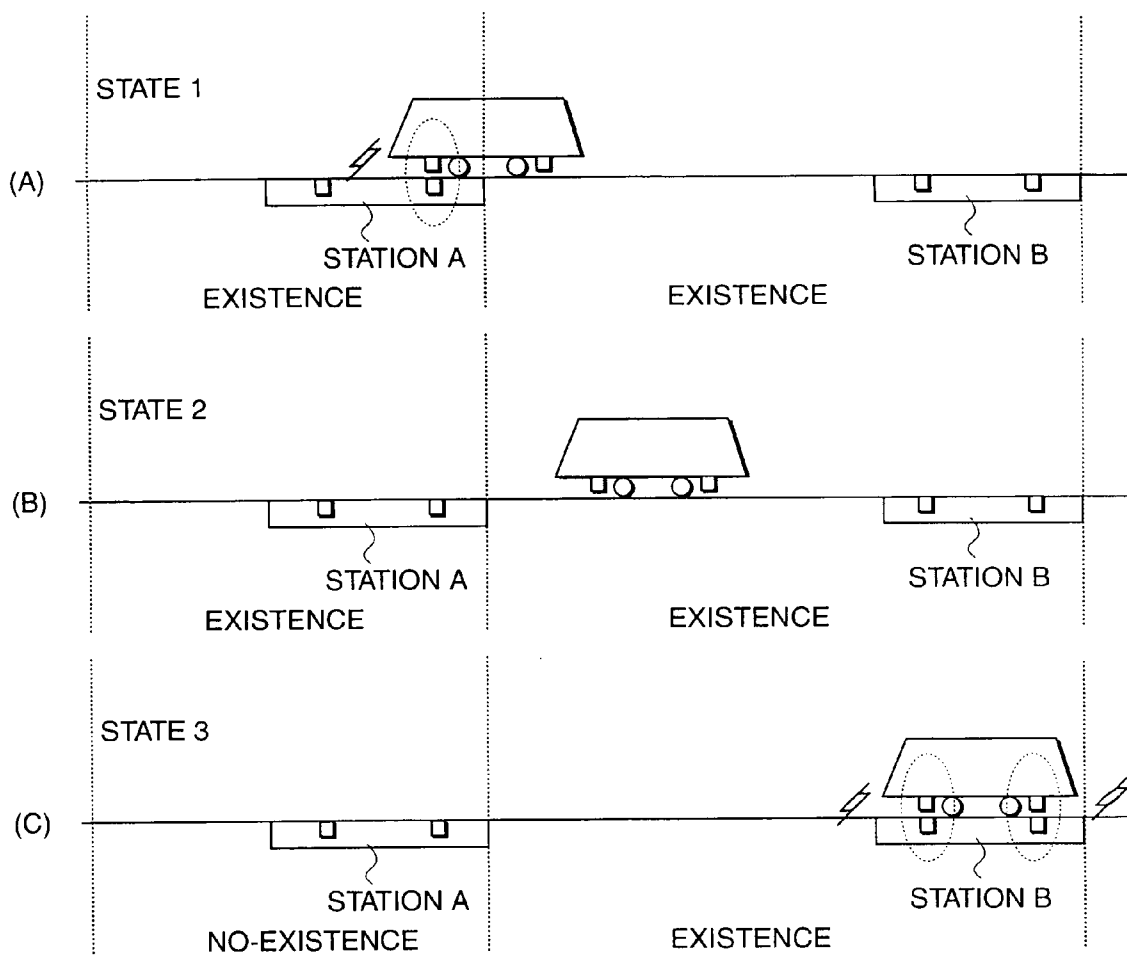 STATE 1
(A)
STATION A
STATION B
EXISTENCE
EXISTENCE
STATE 2
(B)
STATION A
STATION B
EXISTENCE
EXISTENCE
STATE 3
(C)
STATION A
STATION B
NO-EXISTENCE
EXISTENCE